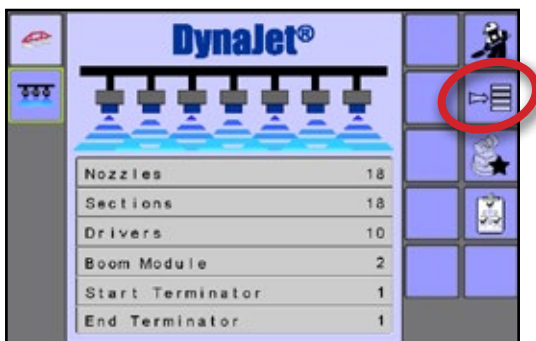 DynaJet®
Nozzles 18
Sections 18
Drivers 10
Boom Module 2
Start Terminator 1
End Terminator 1